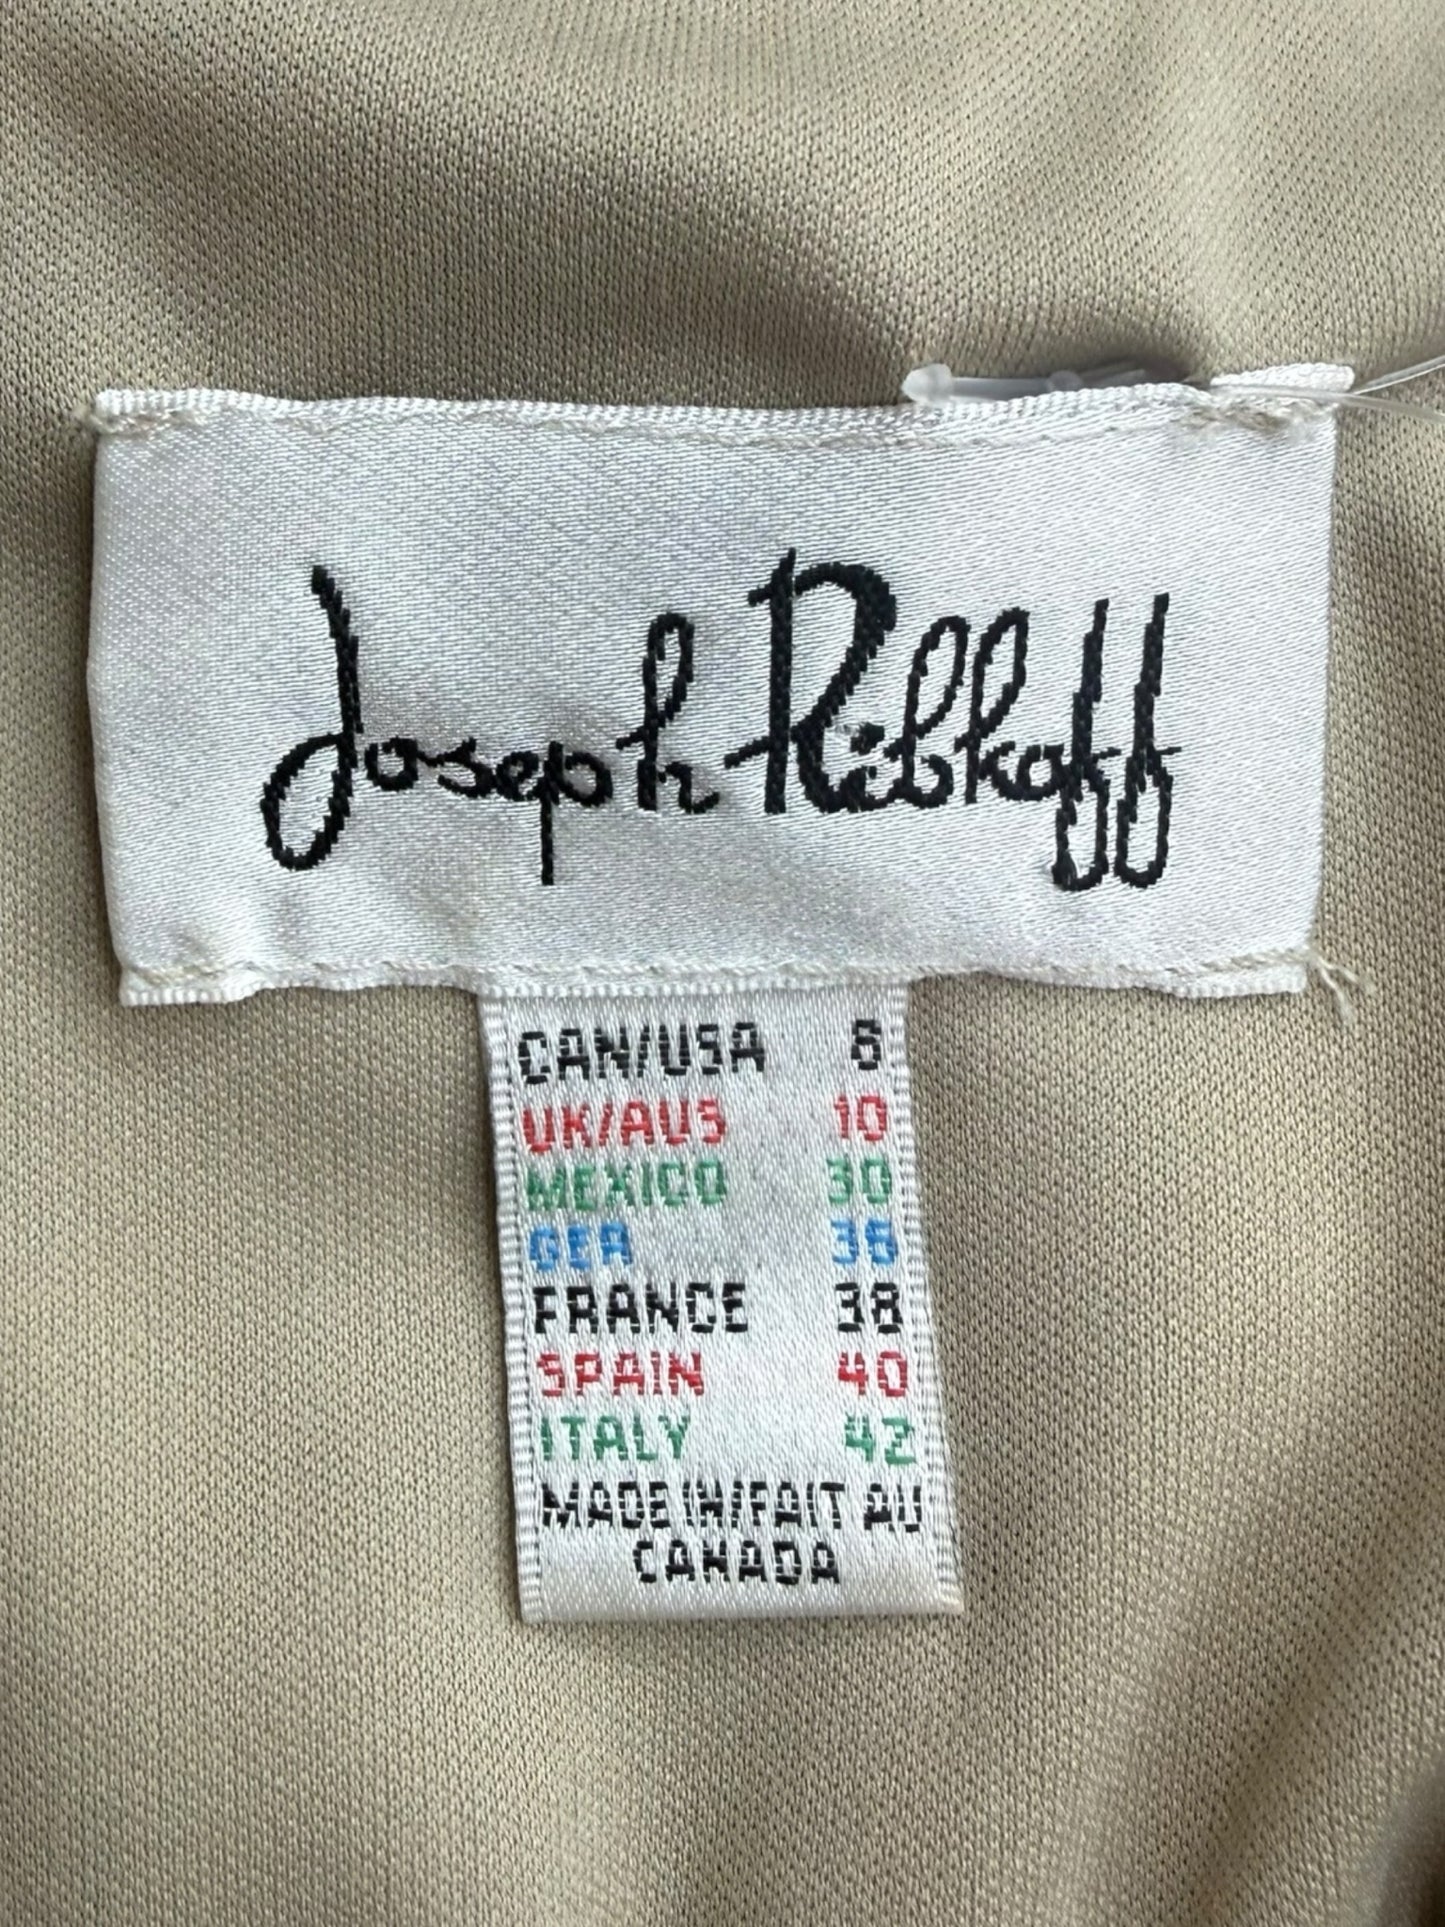 Joseph Ribkoff
CAN/USA 8
UK/AUS 10
MEXICO 30
GER 38
FRANCE 38
SPAIN 40
ITALY 42
MADE IN/FAIT AU
CANADA